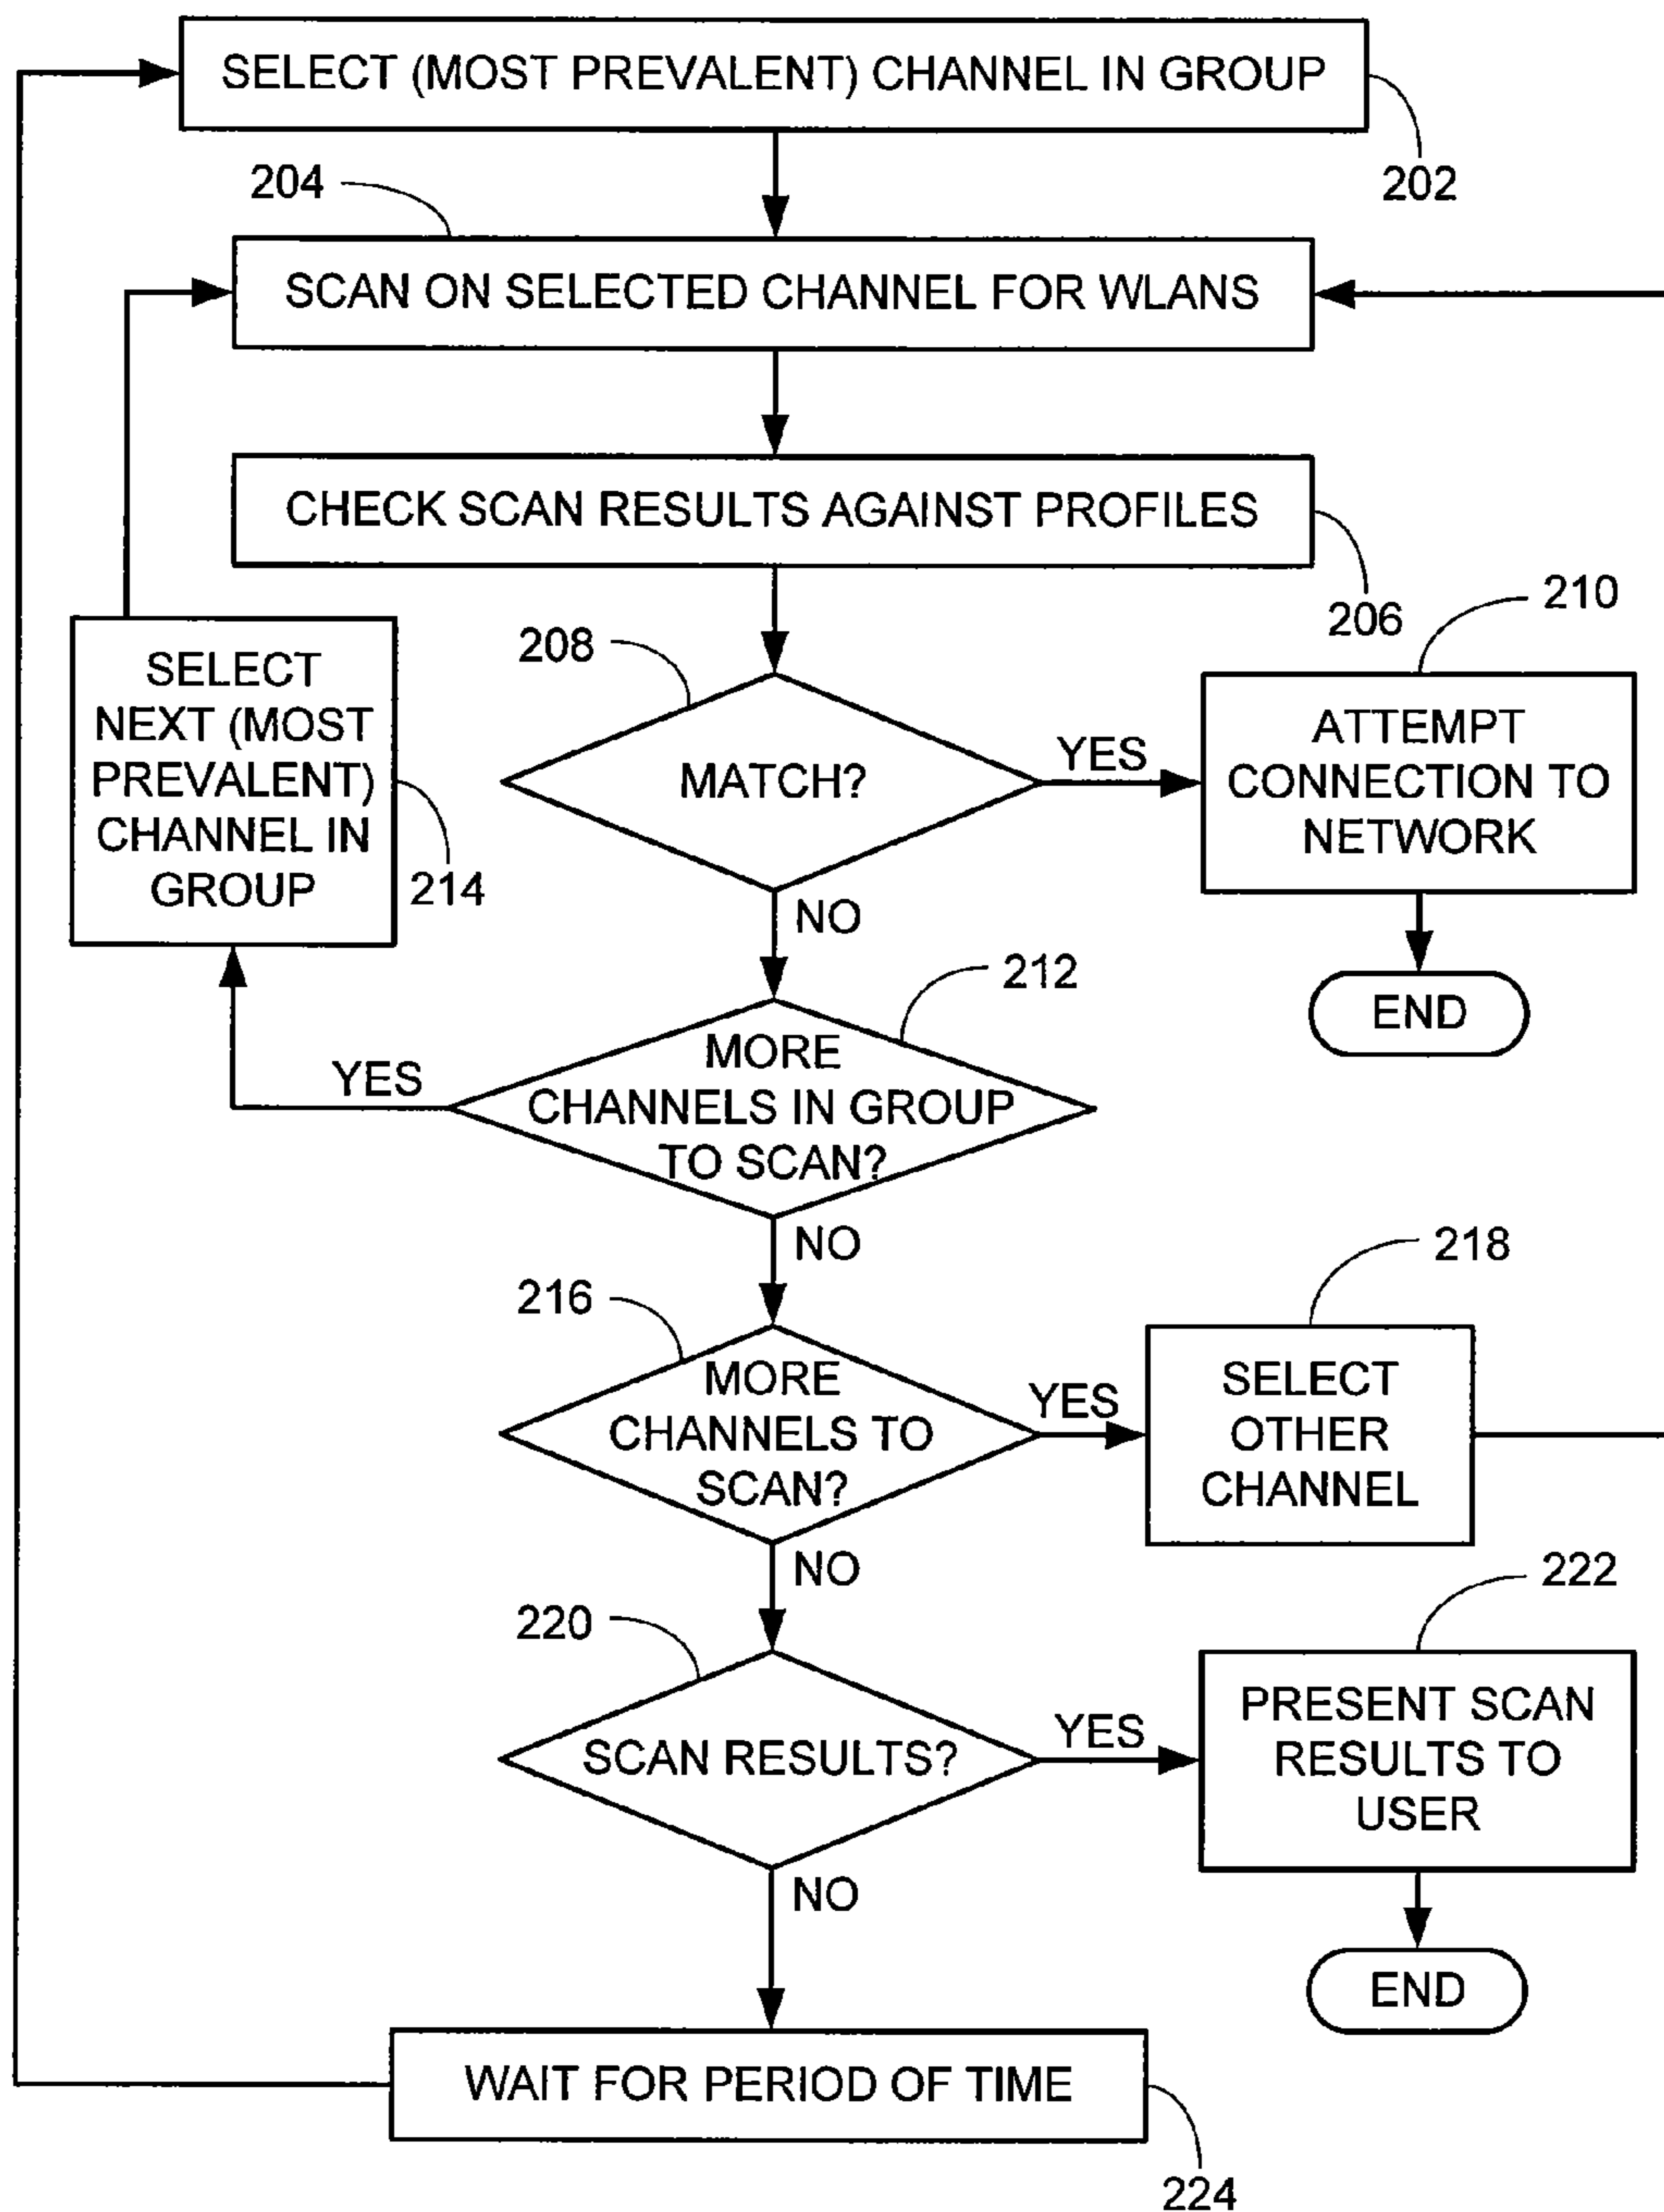 SELECT (MOST PREVALENT) CHANNEL IN GROUP
202
204
SCAN ON SELECTED CHANNEL FOR WLANS
CHECK SCAN RESULTS AGAINST PROFILES
206
208
MATCH?
YES
NO
210
ATTEMPT
CONNECTION TO
NETWORK
END
SELECT
NEXT (MOST
PREVALENT)
CHANNEL IN
GROUP
214
212
MORE
CHANNELS IN GROUP
TO SCAN?
YES
NO
216
MORE
CHANNELS TO
SCAN?
YES
NO
218
SELECT
OTHER
CHANNEL
220
SCAN RESULTS?
YES
NO
222
PRESENT SCAN
RESULTS TO
USER
END
WAIT FOR PERIOD OF TIME
224